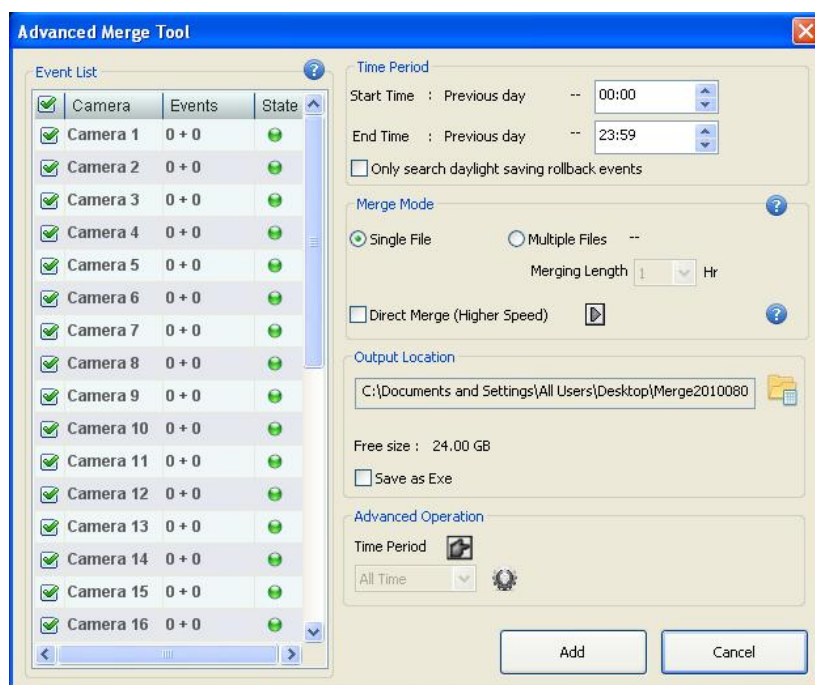 Advanced Merge Tool
Event List
?
Camera Events State
Camera 1 0 + 0
Camera 2 0 + 0
Camera 3 0 + 0
Camera 4 0 + 0
Camera 5 0 + 0
Camera 6 0 + 0
Camera 7 0 + 0
Camera 8 0 + 0
Camera 9 0 + 0
Camera 10 0 + 0
Camera 11 0 + 0
Camera 12 0 + 0
Camera 13 0 + 0
Camera 14 0 + 0
Camera 15 0 + 0
Camera 16 0 + 0
Time Period
Start Time : Previous day -- 00:00
End Time : Previous day -- 23:59
Only search daylight saving rollback events
Merge Mode
?
Single File Multiple Files --
Merging Length 1 Hr
Direct Merge (Higher Speed) ?
Output Location
C:\Documents and Settings\All Users\Desktop\Merge2010080
Free size : 24.00 GB
Save as Exe
Advanced Operation
Time Period
All Time
Add Cancel